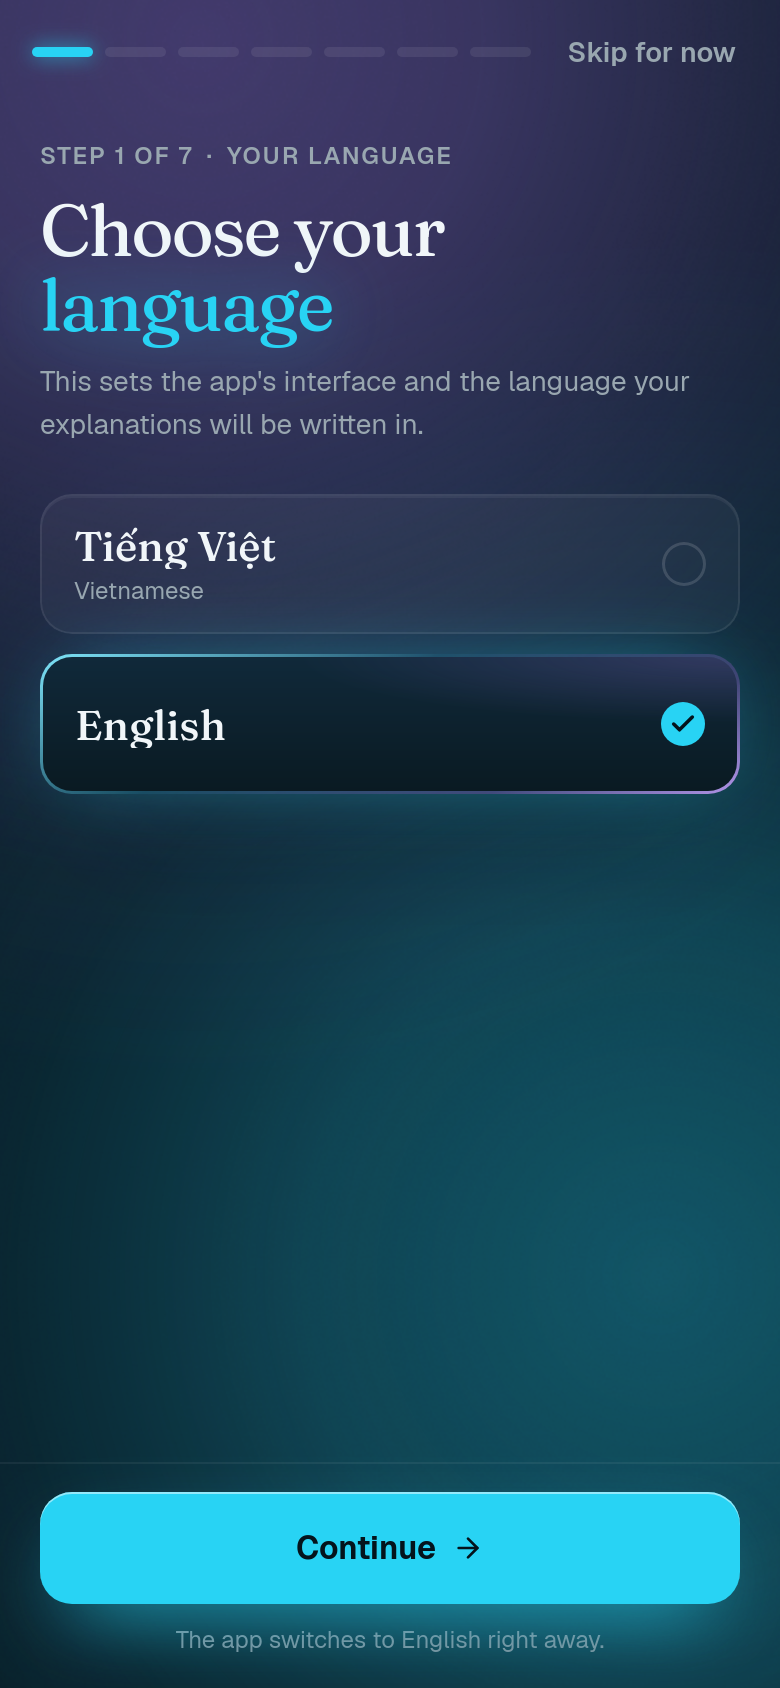 Skip for now
STEP 1 OF 7 · YOUR LANGUAGE
Choose your
language
This sets the app's interface and the language your
explanations will be written in.
Tiếng Việt
Vietnamese
English
Continue →
The app switches to English right away.